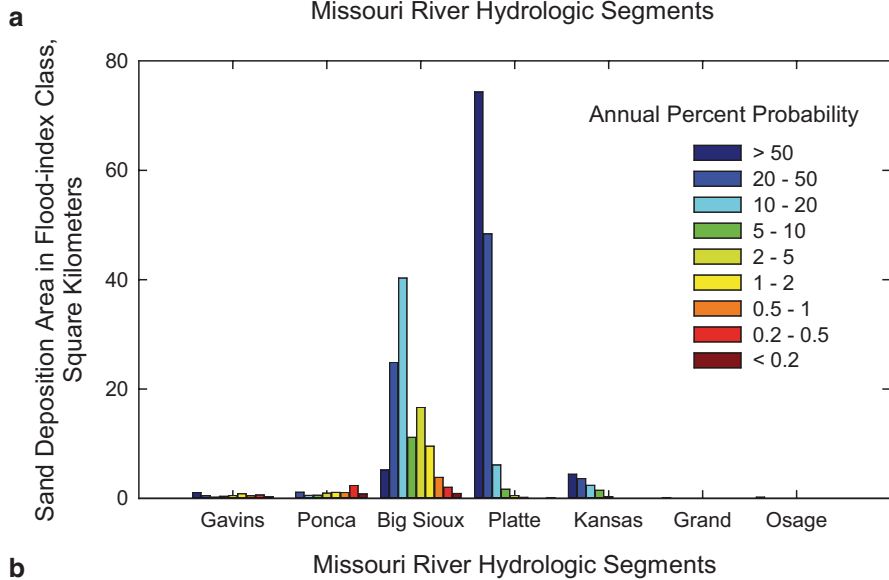 a
Missouri River Hydrologic Segments
Sand Deposition Area in Flood-index Class,
Square Kilometers
80
60
40
20
0
Annual Percent Probability
> 50
20 - 50
10 - 20
5 - 10
2 - 5
1 - 2
0.5 - 1
0.2 - 0.5
< 0.2
Gavins Ponca Big Sioux Platte Kansas Grand Osage
b
Missouri River Hydrologic Segments